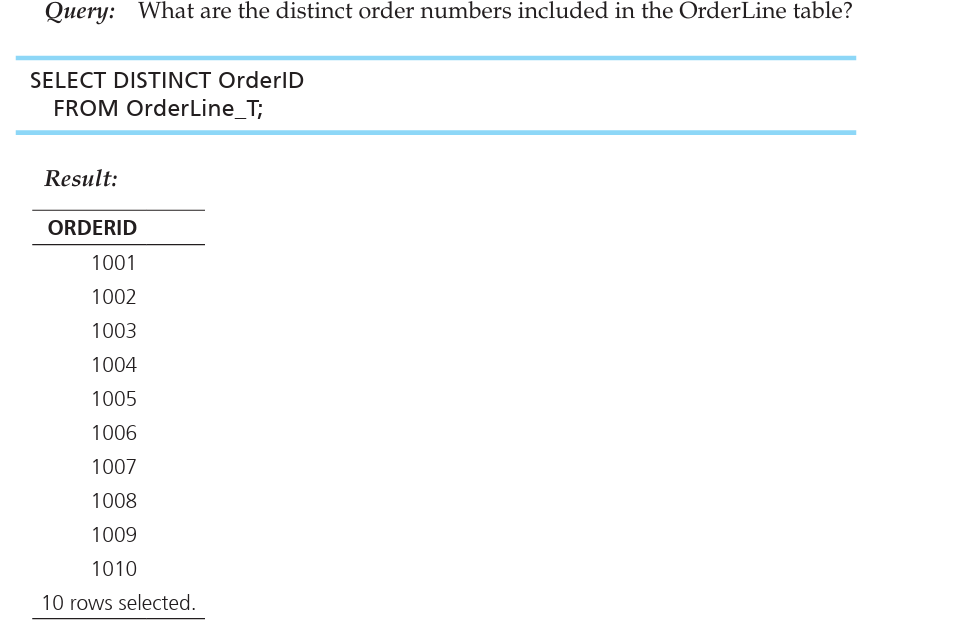 Query: What are the distinct order numbers included in the OrderLine table?
SELECT DISTINCT OrderID
FROM OrderLine_T;
Result:
ORDERID
1001
1002
1003
1004
1005
1006
1007
1008
1009
1010
10 rows selected.